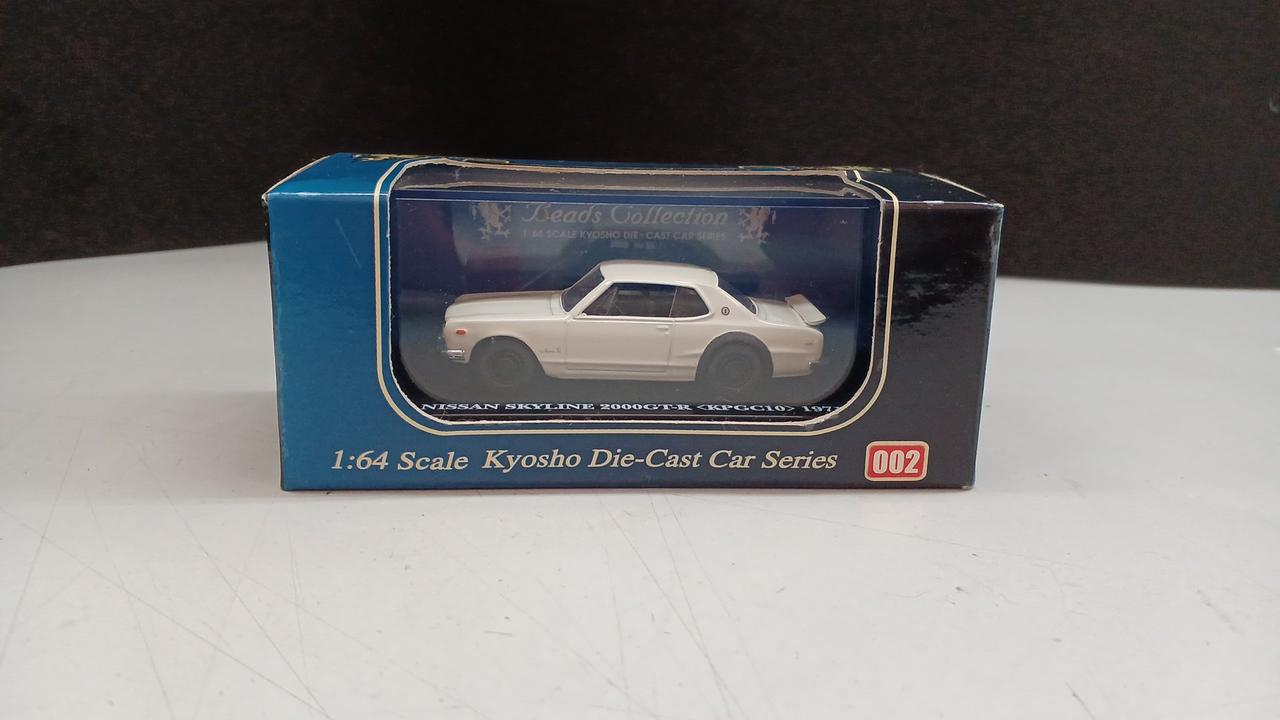 Beads Collection
1:64 SCALE KYOSHO DIE-CAST CAR SERIES
NISSAN SKYLINE 2000GT-R <KPGC10>
1:64 Scale Kyosho Die-Cast Car Series
002